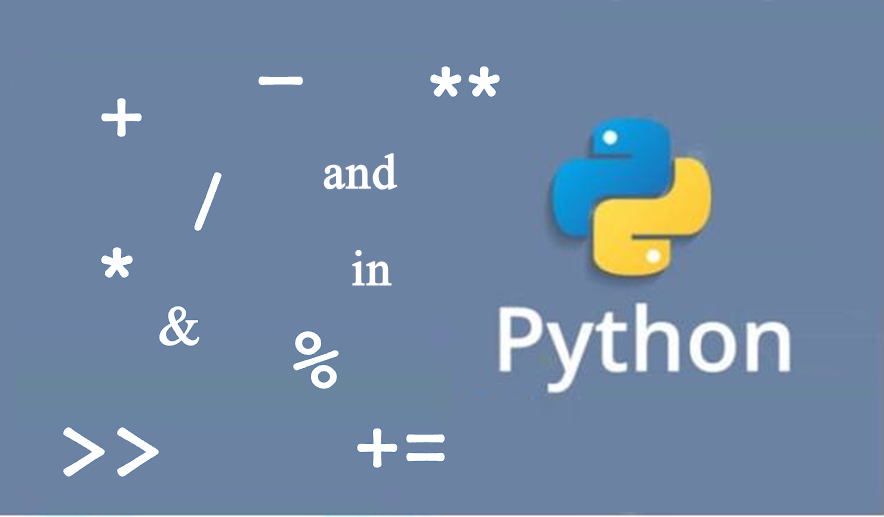 + − **
/ and
* in
& %
>> +=
Python